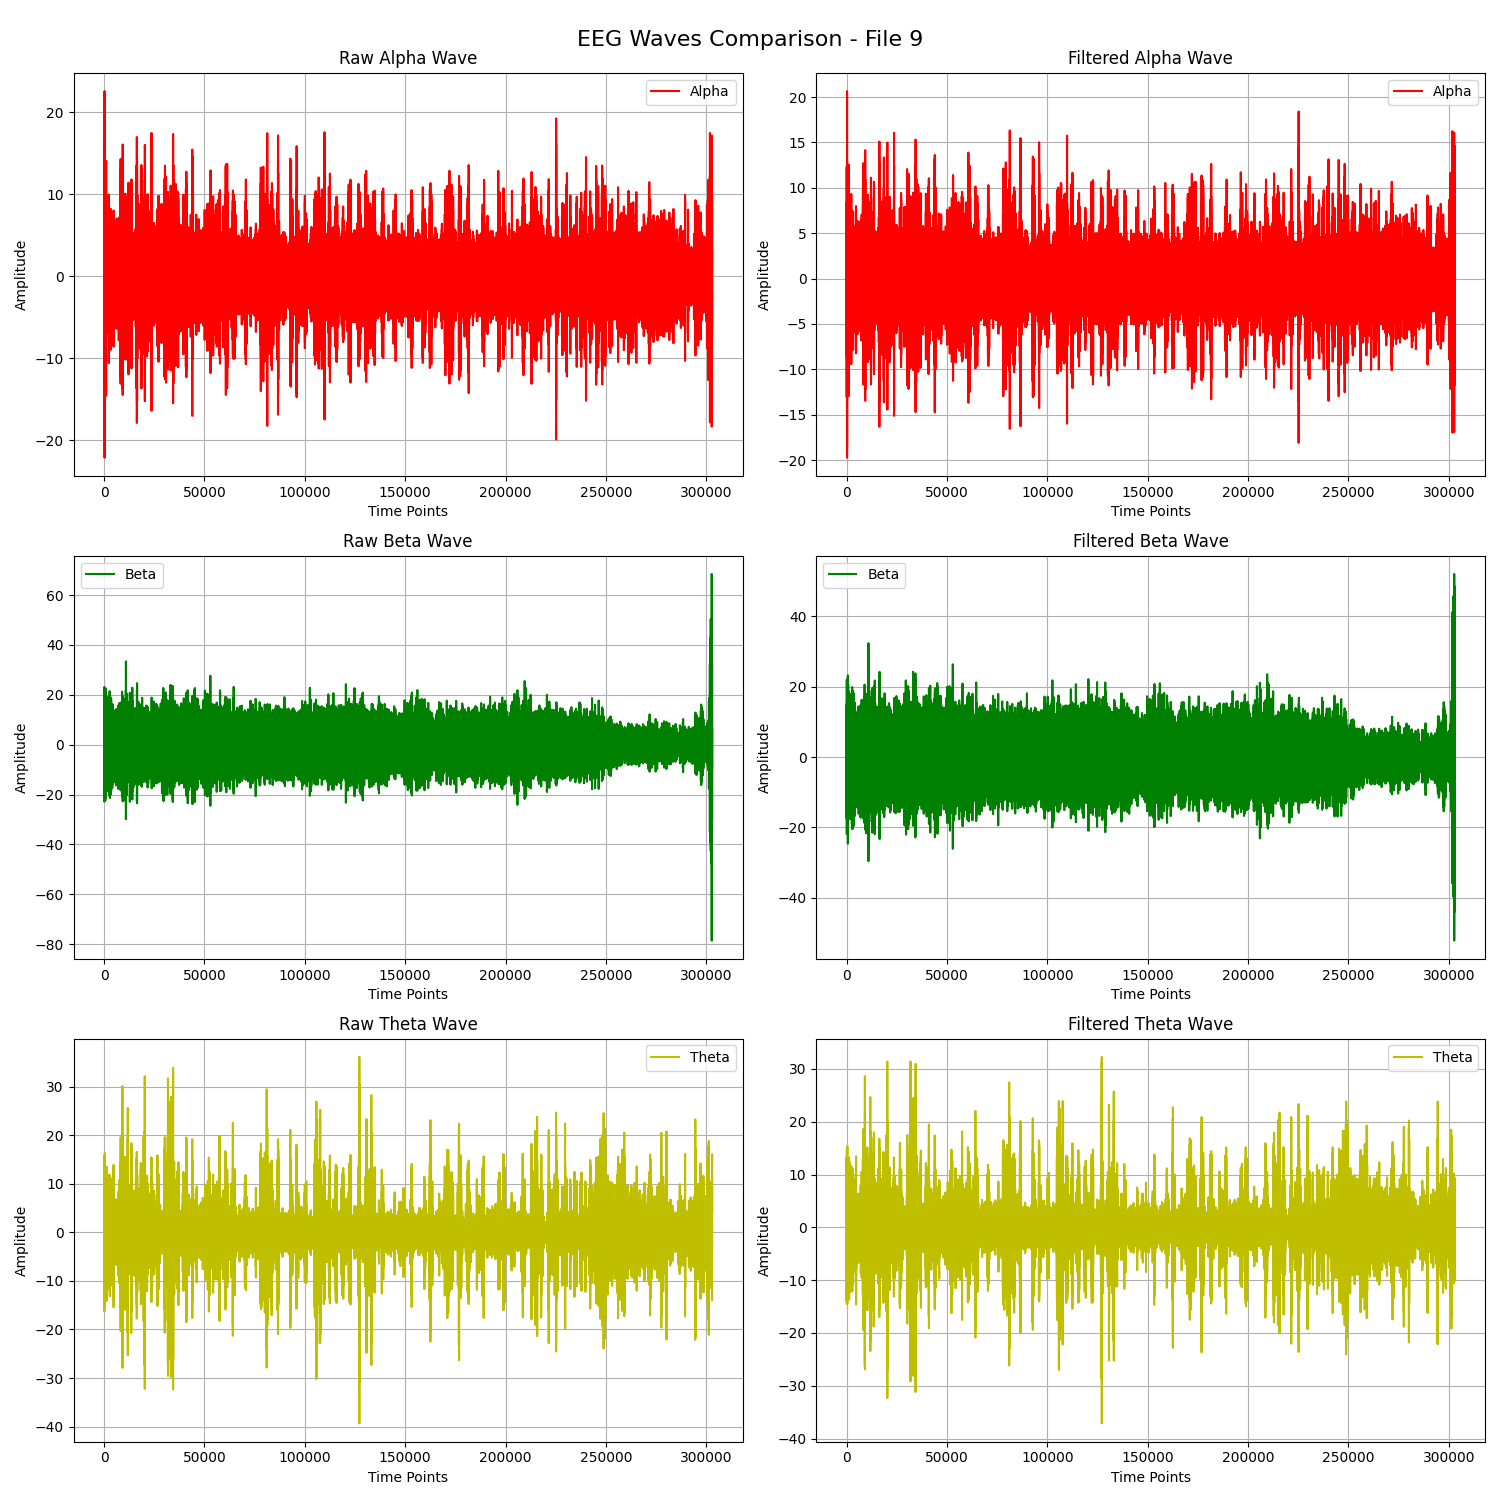 EEG Waves Comparison - File 9
Raw Alpha Wave
Alpha
20
10
0
−10
−20
Amplitude
0 50000 100000 150000 200000 250000 300000
Time Points
Filtered Alpha Wave
Alpha
20
15
10
5
0
−5
−10
−15
−20
Amplitude
0 50000 100000 150000 200000 250000 300000
Time Points
Raw Beta Wave
Beta
60
40
20
0
−20
−40
−60
−80
Amplitude
0 50000 100000 150000 200000 250000 300000
Time Points
Filtered Beta Wave
Beta
40
20
0
−20
−40
Amplitude
0 50000 100000 150000 200000 250000 300000
Time Points
Raw Theta Wave
Theta
30
20
10
0
−10
−20
−30
−40
Amplitude
0 50000 100000 150000 200000 250000 300000
Time Points
Filtered Theta Wave
Theta
30
20
10
0
−10
−20
−30
−40
Amplitude
0 50000 100000 150000 200000 250000 300000
Time Points